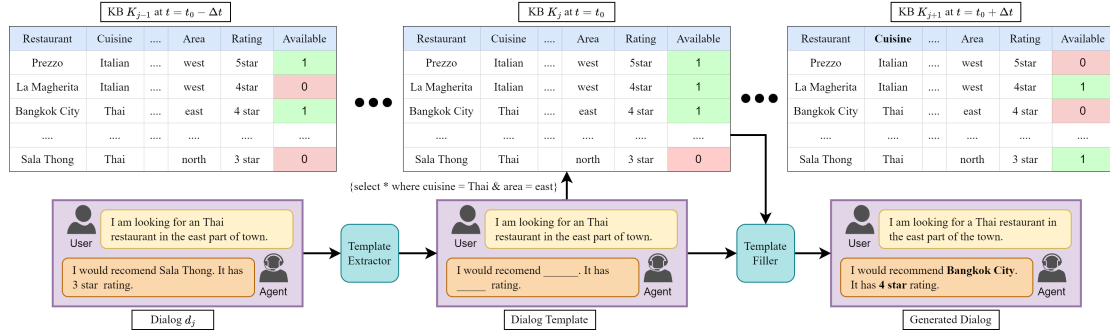 KB K_{j-1} at t = t_0 − Δt
Restaurant Cuisine .... Area Rating Available
Prezzo Italian .... west 5star 1
La Magherita Italian .... west 4star 0
Bangkok City Thai .... east 4 star 1
.... .... .... .... ....
Sala Thong Thai north 3 star 0
KB K_j at t = t_0
Restaurant Cuisine .... Area Rating Available
Prezzo Italian .... west 5star 1
La Magherita Italian .... west 4star 1
Bangkok City Thai .... east 4 star 1
.... .... .... .... ....
Sala Thong Thai north 3 star 0
KB K_{j+1} at t = t_0 + Δt
Restaurant Cuisine .... Area Rating Available
Prezzo Italian .... west 5star 0
La Magherita Italian .... west 4star 1
Bangkok City Thai .... east 4 star 0
.... .... .... .... ....
Sala Thong Thai north 3 star 1
{select * where cuisine = Thai & area = east}
User
I am looking for an Thai
restaurant in the east part of town.
I would recomend Sala Thong. It has
3 star rating.
Agent
Dialog d_j
Template
Extractor
User
I am looking for an Thai
restaurant in the east part of town.
I would recomend ______. It has
_____ rating.
Agent
Dialog Template
Template
Filler
User
I am looking for a Thai restaurant in
the east part of the town.
I would recommend Bangkok City.
It has 4 star rating.
Agent
Generated Dialog